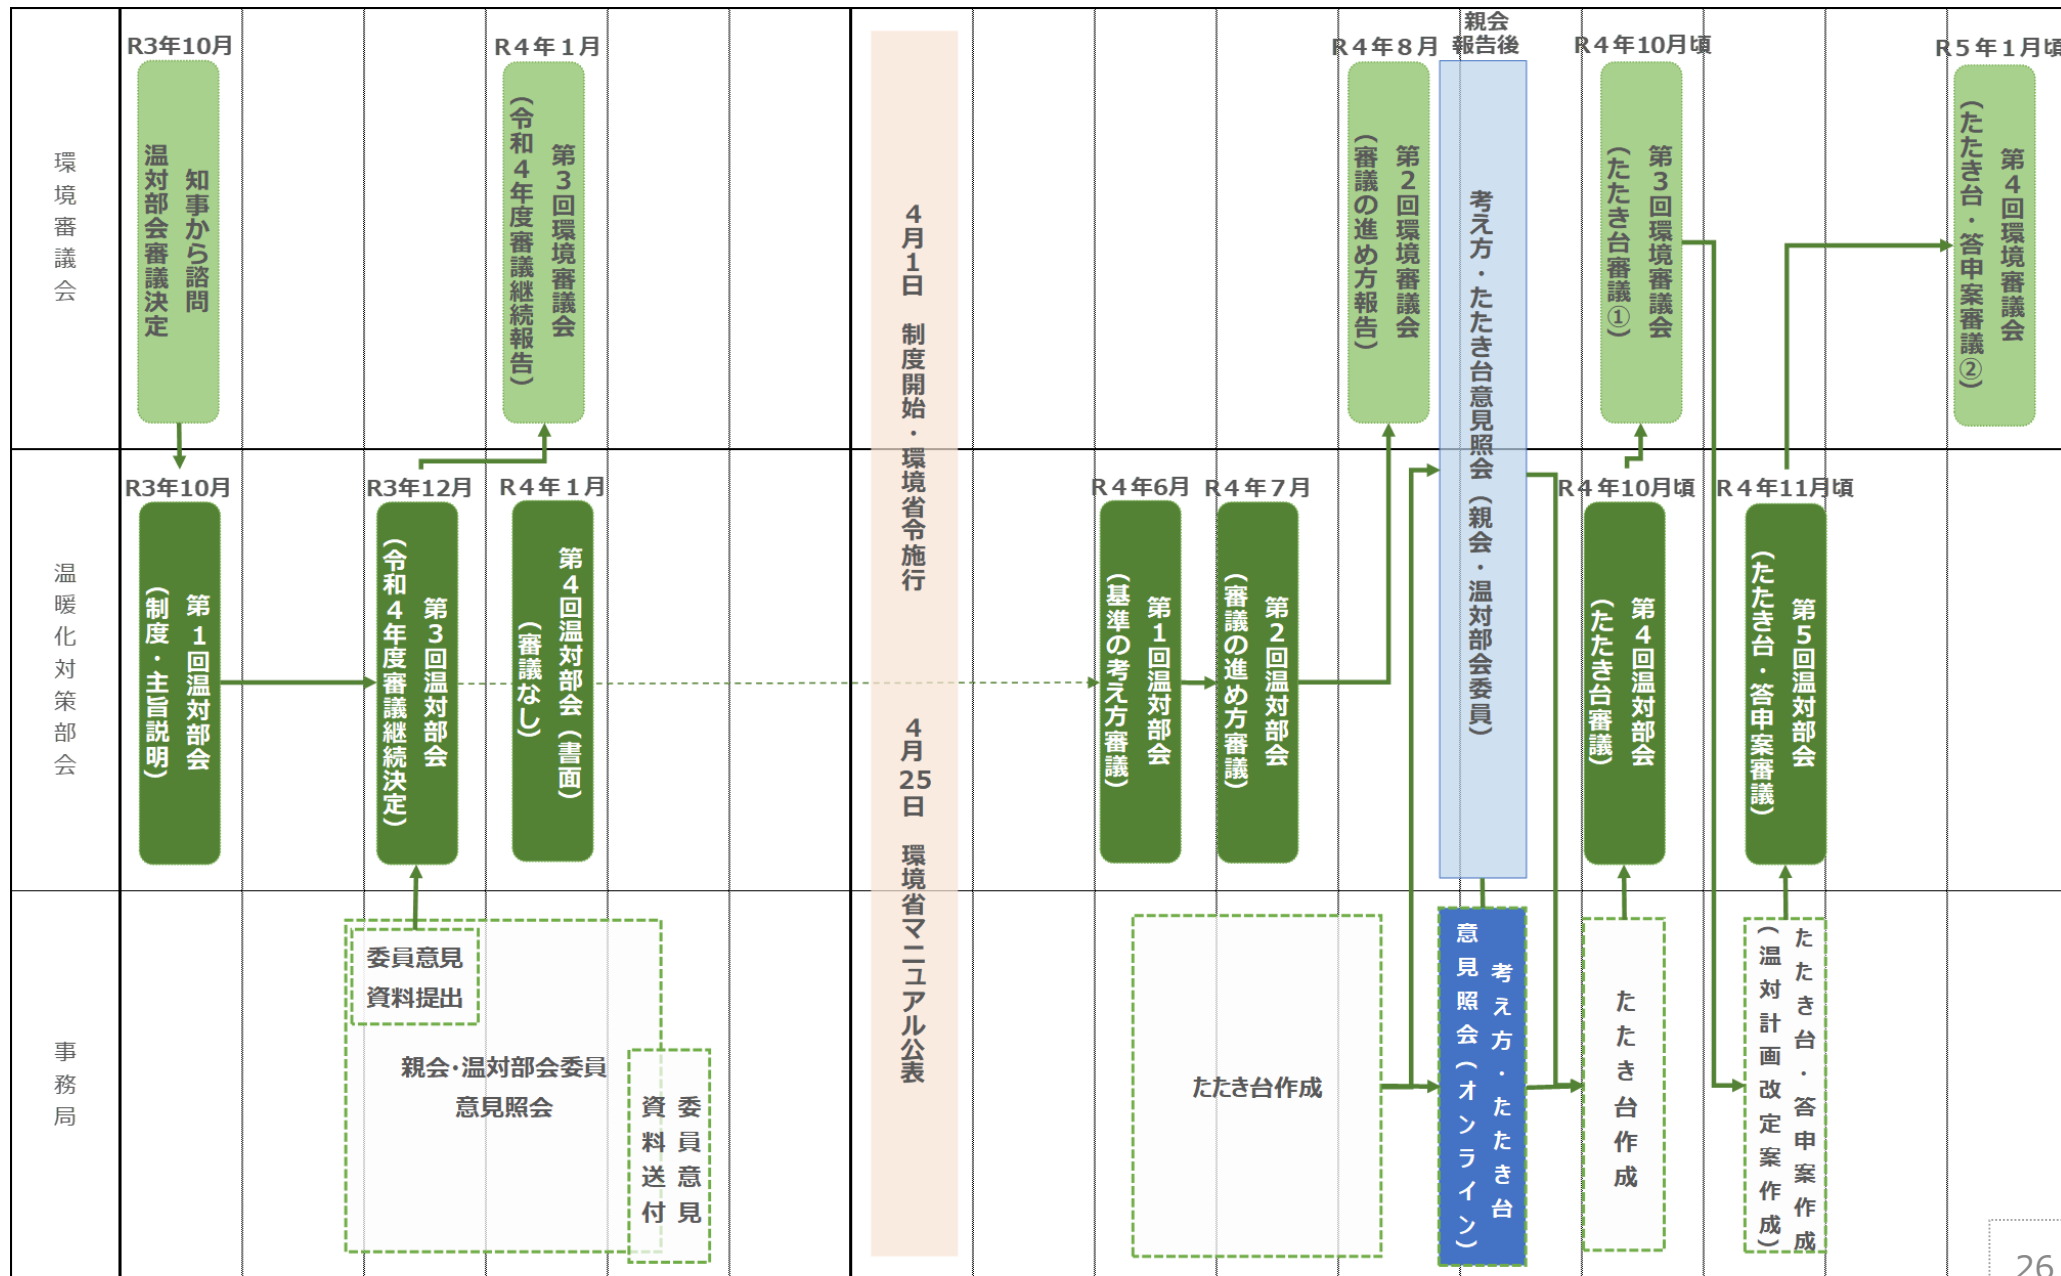 環境審議会
R3年10月
知事から諮問
温対部会審議決定
R４年１月
第３回環境審議会
（令和４年度審議継続報告）
４月１日　制度開始・環境省令施行
４月25日　環境省マニュアル公表
R４年８月
第２回環境審議会
（審議の進め方報告）
親会
報告後
考え方・たたき台意見照会（親会・温対部会委員）
R４年10月頃
第３回環境審議会
（たたき台審議①）
R５年１月頃
第４回環境審議会
（たたき台・答申案審議②）
温暖化対策部会
R3年10月
第１回温対部会
（制度・主旨説明）
R3年12月
第３回温対部会
（令和４年度審議継続決定）
R４年１月
第４回温対部会（書面）
（審議なし）
R４年6月
第１回温対部会
（基準の考え方審議）
R４年７月
第２回温対部会
（審議の進め方審議）
R４年10月頃
第４回温対部会
（たたき台審議）
R４年11月頃
第５回温対部会
（たたき台・答申案審議）
事務局
委員意見
資料提出
親会・温対部会委員
意見照会
委員意見
資料送付
たたき台作成
考え方・たたき台
意見照会（オンライン）
たたき台作成
たたき台・答申案作成
（温対計画改定案作成）
26